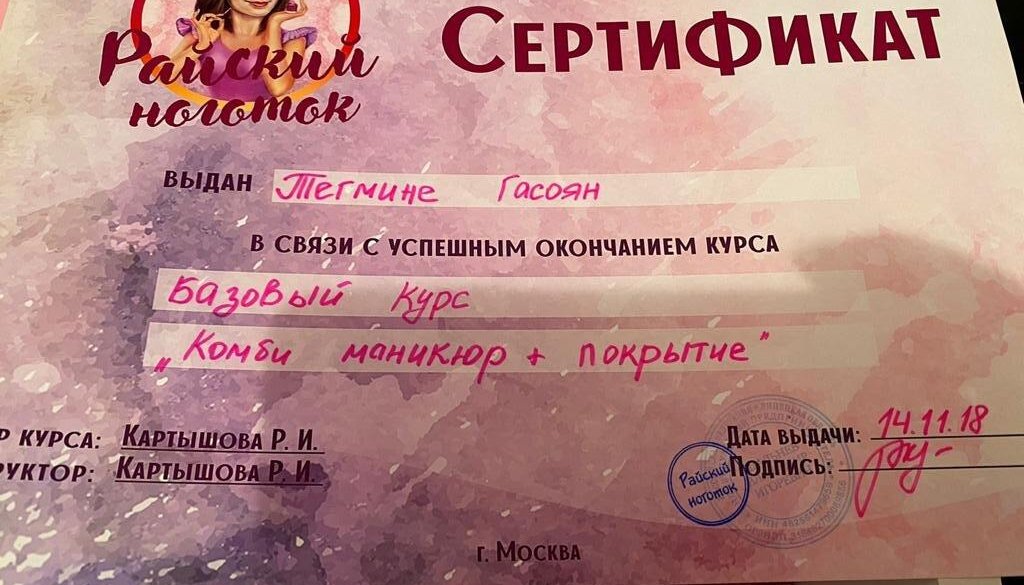 Райский
ноготок
СЕРТИФИКАТ
ВЫДАН Тегмине Гасоян
В СВЯЗИ С УСПЕШНЫМ ОКОНЧАНИЕМ КУРСА
Базовый курс
„Комби маникюр + покрытие"
Р КУРСА: КАРТЫШОВА Р. И.
РУКТОР: КАРТЫШОВА Р. И.
ДАТА ВЫДАЧИ: 14.11.18
ПОДПИСЬ:
Райский
ноготок
г. МОСКВА